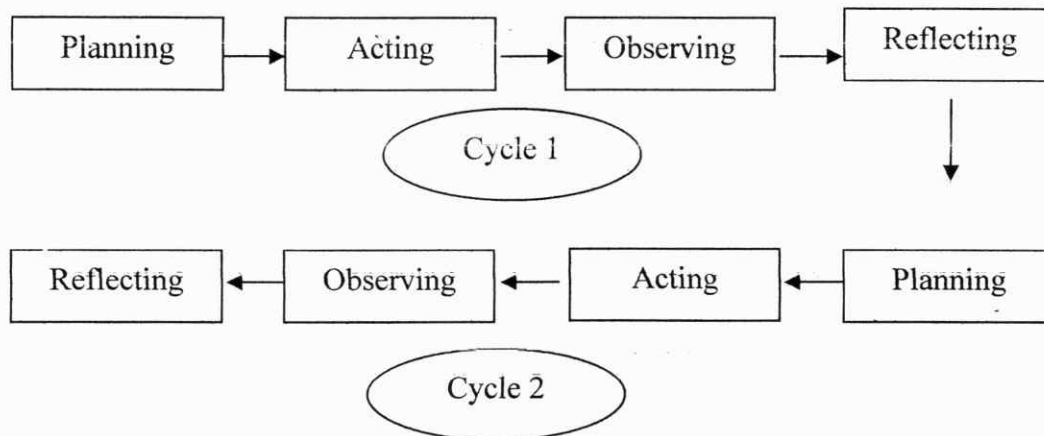 Planning
Acting
Observing
Reflecting
Cycle 1
Reflecting
Observing
Acting
Planning
Cycle 2